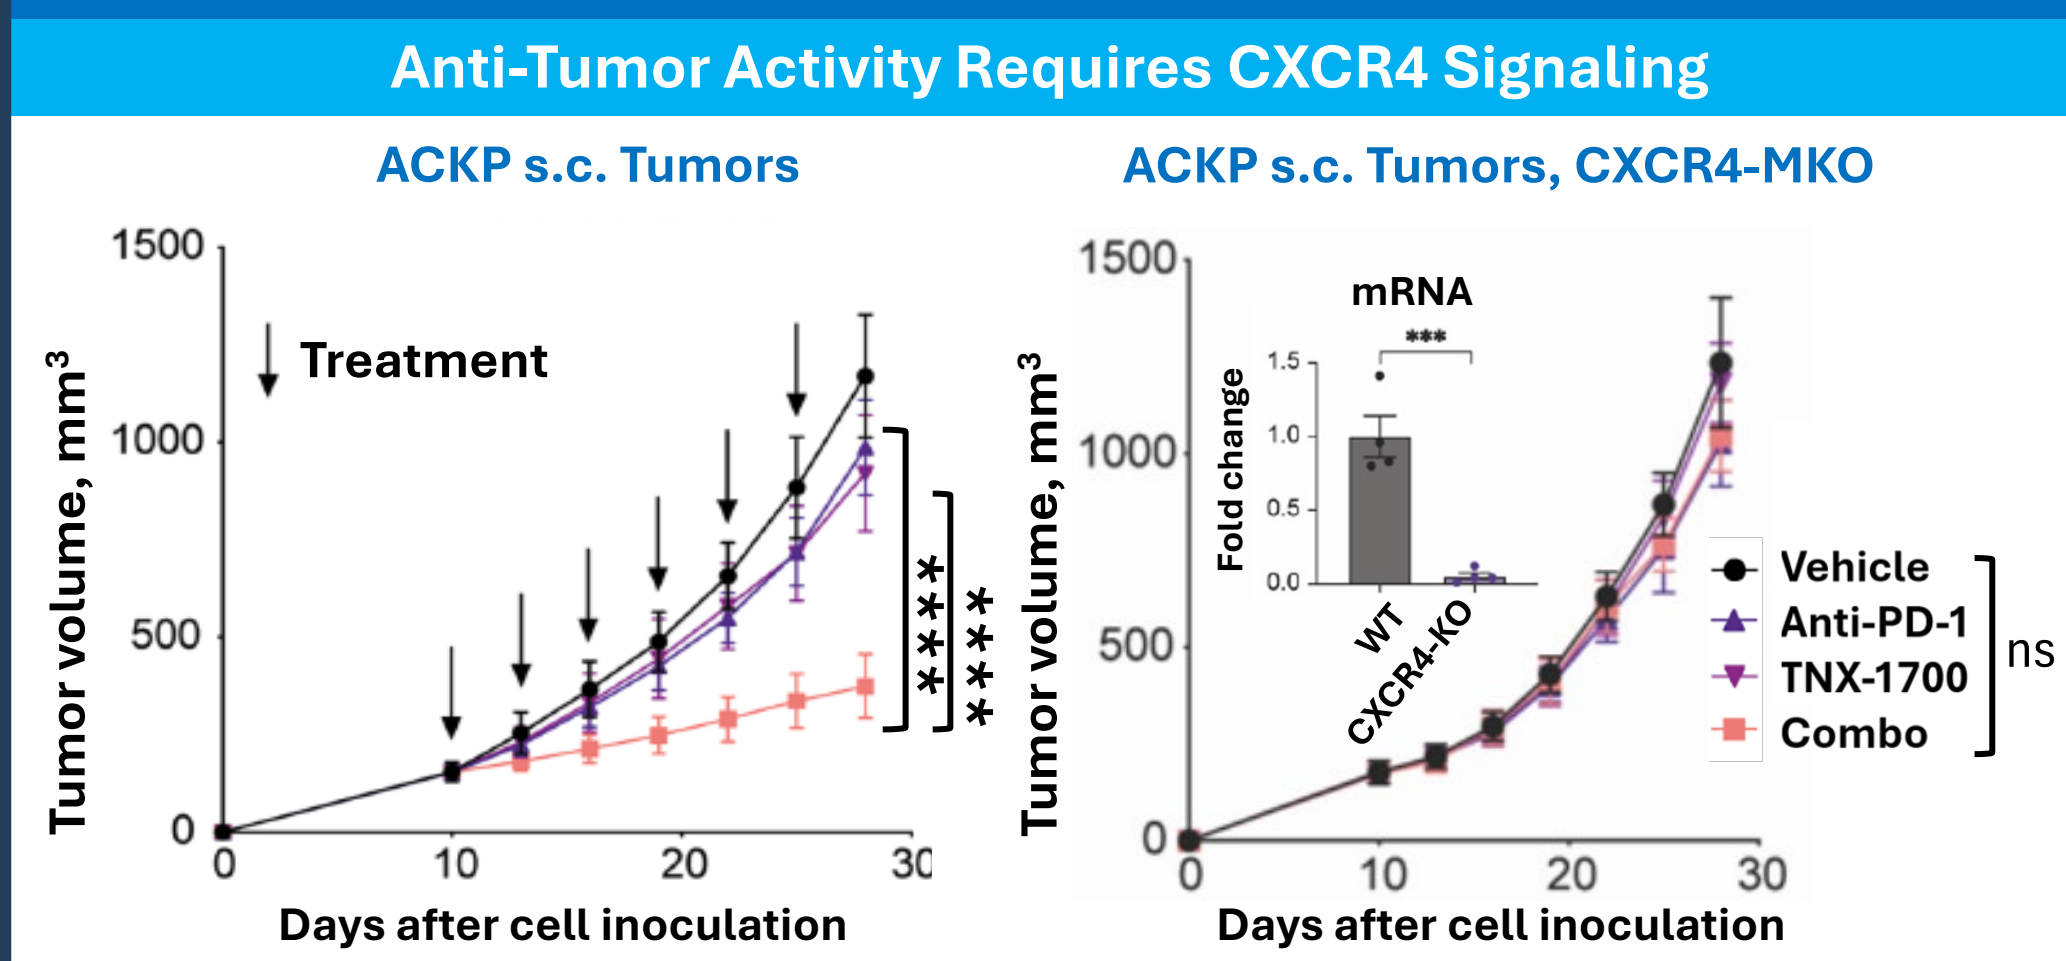 Anti-Tumor Activity Requires CXCR4 Signaling
ACKP s.c. Tumors
Tumor volume, mm³
1500
1000
500
0
Treatment
0 10 20 30
Days after cell inoculation
****
****
ACKP s.c. Tumors, CXCR4-MKO
Tumor volume, mm³
1500
1000
500
0
mRNA
***
Fold change
1.5
1.0
0.5
0.0
WT
CXCR4-KO
0 10 20 30
Days after cell inoculation
Vehicle
Anti-PD-1
TNX-1700
Combo
ns